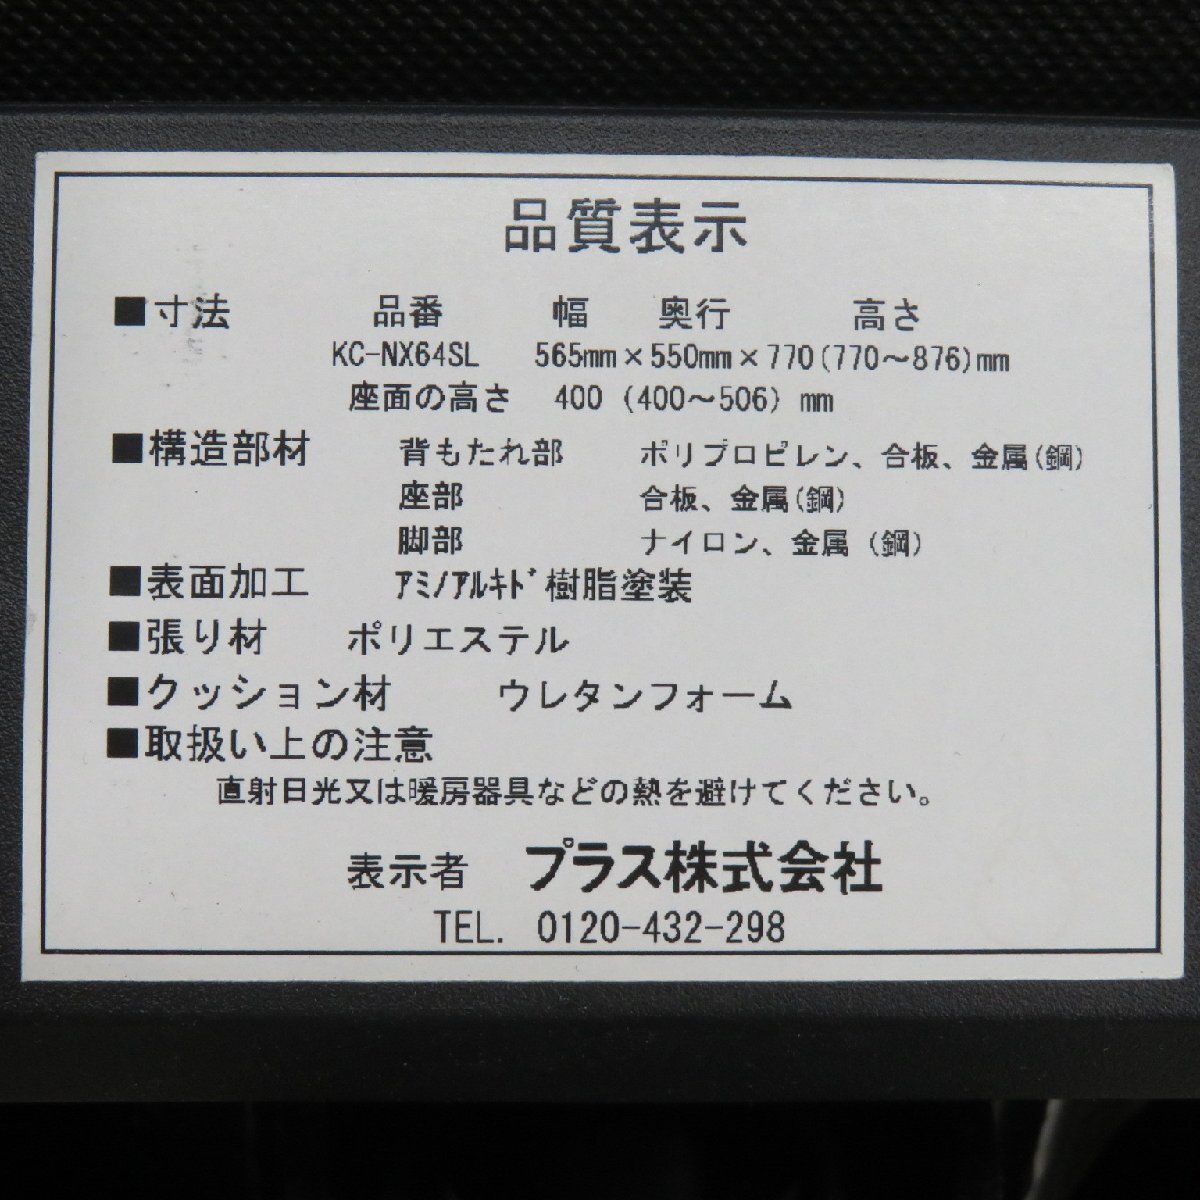 品質表示
■寸法 品番 幅 奥行 高さ
KC-NX64SL 565mm×550mm×770(770～876)mm
座面の高さ 400 (400～506) mm
■構造部材 背もたれ部 ポリプロピレン、合板、金属(鋼)
座部 合板、金属(鋼)
脚部 ナイロン、金属 (鋼)
■表面加工 ｱﾐﾉｱﾙｷﾄﾞ樹脂塗装
■張り材 ポリエステル
■クッション材 ウレタンフォーム
■取扱い上の注意
直射日光又は暖房器具などの熱を避けてください。
表示者 プラス株式会社
TEL. 0120-432-298